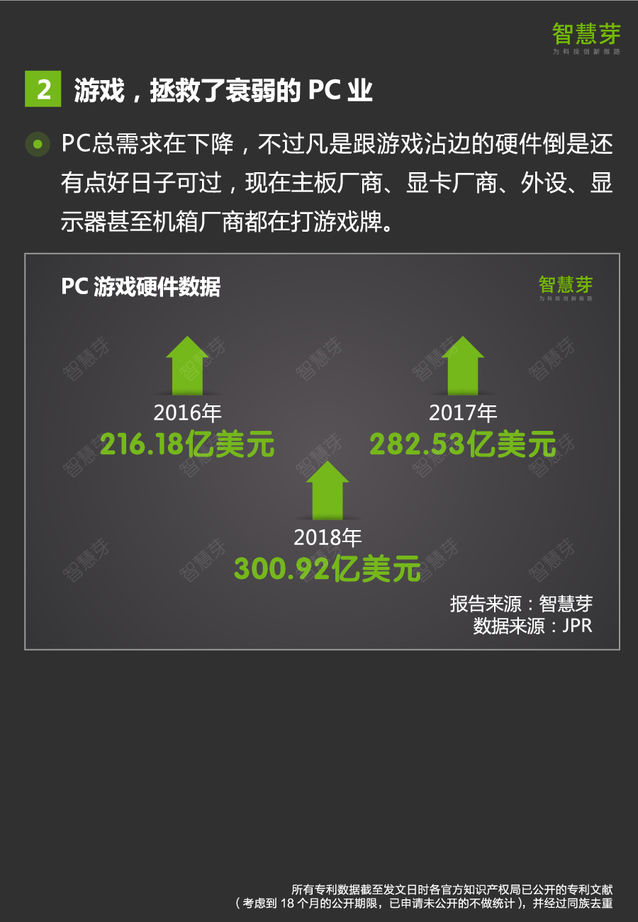 智慧芽
为科技创新服务
2 游戏，拯救了衰弱的 PC 业
PC总需求在下降，不过凡是跟游戏沾边的硬件倒是还
有点好日子可过，现在主板厂商、显卡厂商、外设、显
示器甚至机箱厂商都在打游戏牌。
PC 游戏硬件数据
智慧芽
2016年
216.18亿美元
2017年
282.53亿美元
2018年
300.92亿美元
报告来源：智慧芽
数据来源：JPR
所有专利数据截至发文日时各官方知识产权局已公开的专利文献
（考虑到 18 个月的公开期限，已申请未公开的不做统计），并经过同族去重